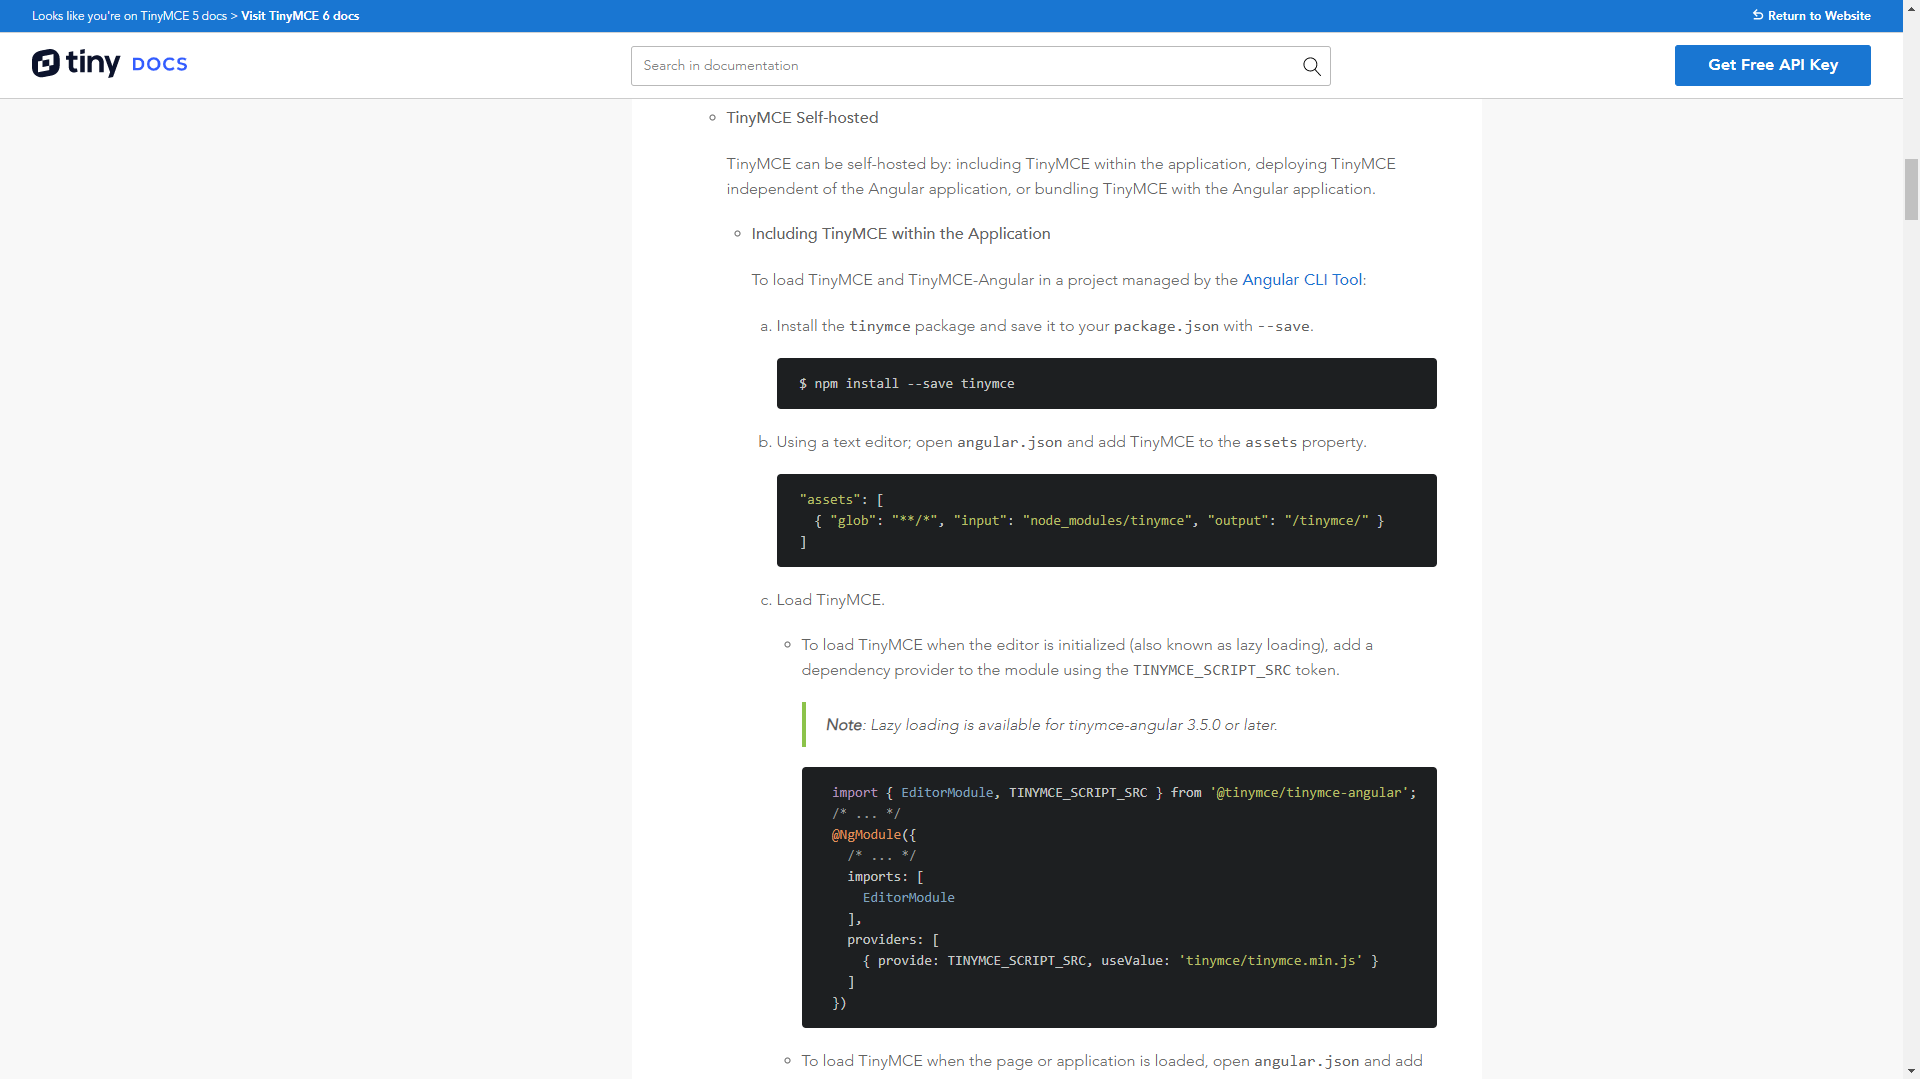 Looks like you're on TinyMCE 5 docs > Visit TinyMCE 6 docs
Return to Website
tiny DOCS
Search in documentation
Get Free API Key
TinyMCE Self-hosted
TinyMCE can be self-hosted by: including TinyMCE within the application, deploying TinyMCE
independent of the Angular application, or bundling TinyMCE with the Angular application.
Including TinyMCE within the Application
To load TinyMCE and TinyMCE-Angular in a project managed by the Angular CLI Tool:
a. Install the tinymce package and save it to your package.json with --save.
$ npm install --save tinymce
b. Using a text editor; open angular.json and add TinyMCE to the assets property.
"assets": [
  { "glob": "**/*", "input": "node_modules/tinymce", "output": "/tinymce/" }
]
c. Load TinyMCE.
To load TinyMCE when the editor is initialized (also known as lazy loading), add a
dependency provider to the module using the TINYMCE_SCRIPT_SRC token.
Note: Lazy loading is available for tinymce-angular 3.5.0 or later.
import { EditorModule, TINYMCE_SCRIPT_SRC } from '@tinymce/tinymce-angular';
/* ... */
@NgModule({
  /* ... */
  imports: [
    EditorModule
  ],
  providers: [
    { provide: TINYMCE_SCRIPT_SRC, useValue: 'tinymce/tinymce.min.js' }
  ]
})
To load TinyMCE when the page or application is loaded, open angular.json and add